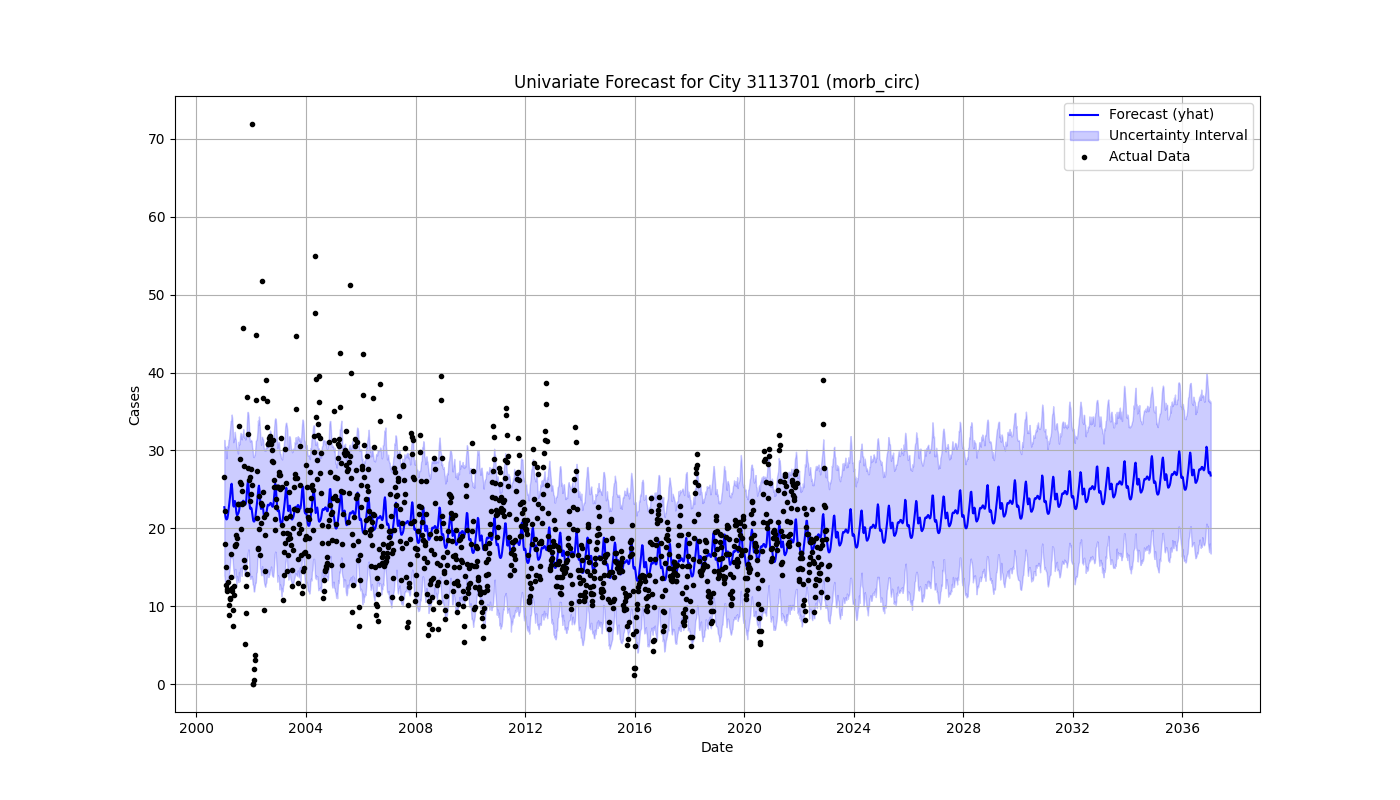 Univariate Forecast for City 3113701 (morb_circ)
Forecast (yhat)
Uncertainty Interval
Actual Data
Cases
70
60
50
40
30
20
10
0
2000 2004 2008 2012 2016 2020 2024 2028 2032 2036
Date